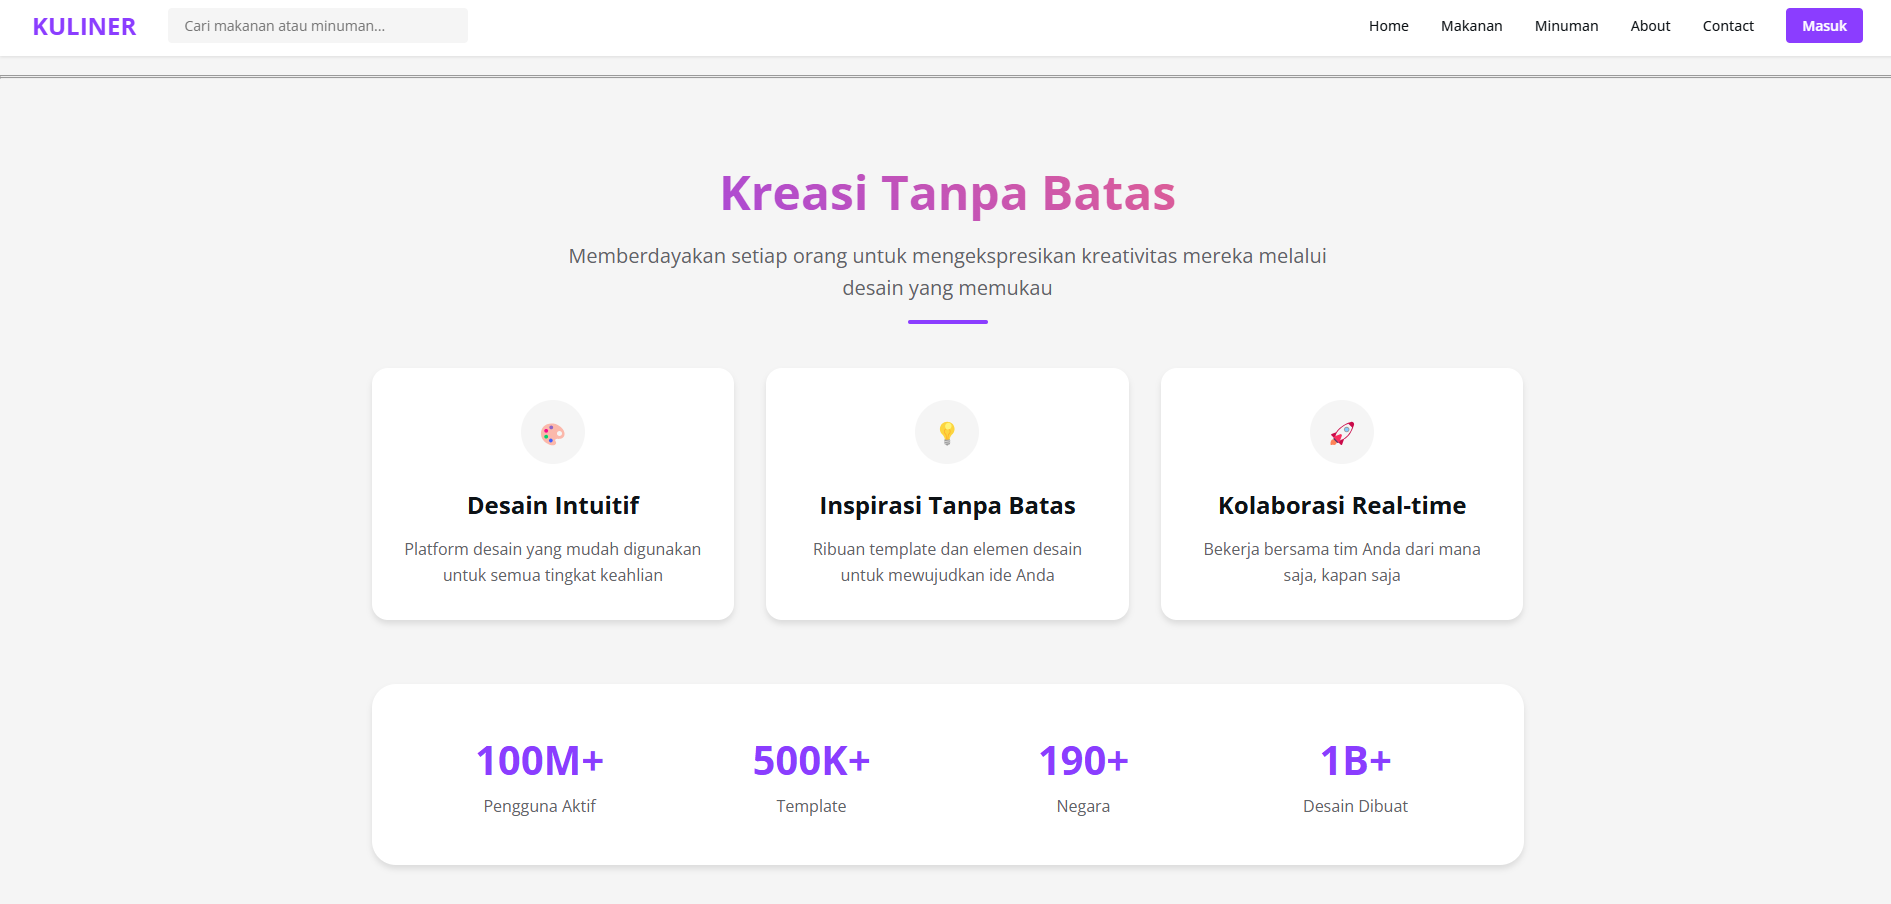 KULINER
Cari makanan atau minuman...
Home
Makanan
Minuman
About
Contact
Masuk
Kreasi Tanpa Batas
Memberdayakan setiap orang untuk mengekspresikan kreativitas mereka melalui
desain yang memukau
Desain Intuitif
Platform desain yang mudah digunakan
untuk semua tingkat keahlian
Inspirasi Tanpa Batas
Ribuan template dan elemen desain
untuk mewujudkan ide Anda
Kolaborasi Real-time
Bekerja bersama tim Anda dari mana
saja, kapan saja
100M+
Pengguna Aktif
500K+
Template
190+
Negara
1B+
Desain Dibuat